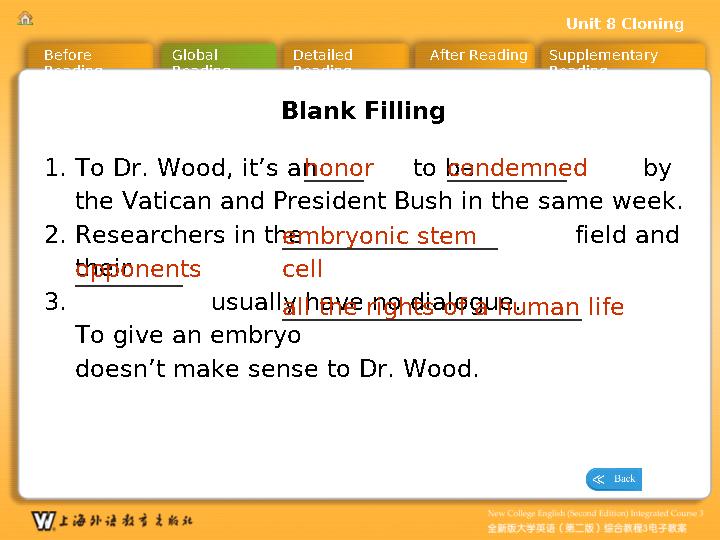 Unit 8 Cloning
Before Reading
Global Reading
Detailed Reading
After Reading
Supplementary Reading
Blank Filling
1. To Dr. Wood, it’s an honor to be condemned by
the Vatican and President Bush in the same week.
2. Researchers in the embryonic stem cell field and
their opponents
3. usually have no dialogue.
all the rights of a human life
To give an embryo
doesn’t make sense to Dr. Wood.
Back
上海外语教育出版社
New College English (Second Edition) Integrated Course 3
全新版大学英语（第二版）综合教程3电子教案